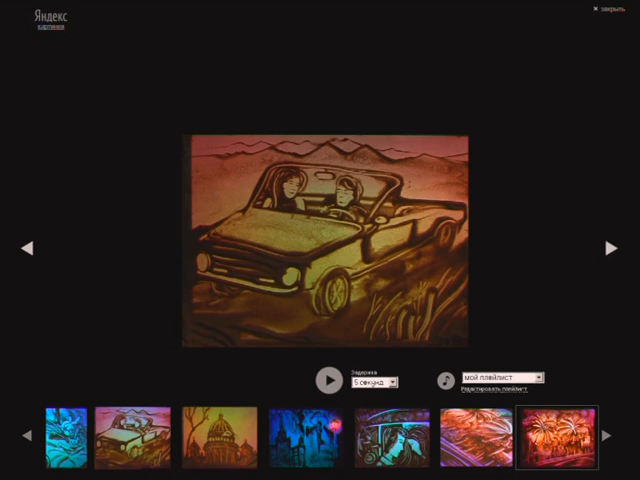 Яндекс
картинки
× закрыть
Задержка
5 секунд
мой плейлист
Редактировать плейлист